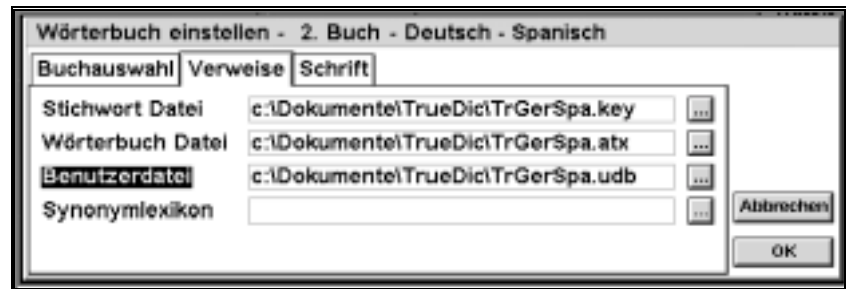 Wörterbuch einstellen - 2. Buch - Deutsch - Spanisch
Buchauswahl Verweise Schrift
Stichwort Datei c:\Dokumente\TrueDic\TrGerSpa.key ...
Wörterbuch Datei c:\Dokumente\TrueDic\TrGerSpa.atx ...
Benutzerdatei c:\Dokumente\TrueDic\TrGerSpa.udb ...
Synonymlexikon ... Abbrechen
OK